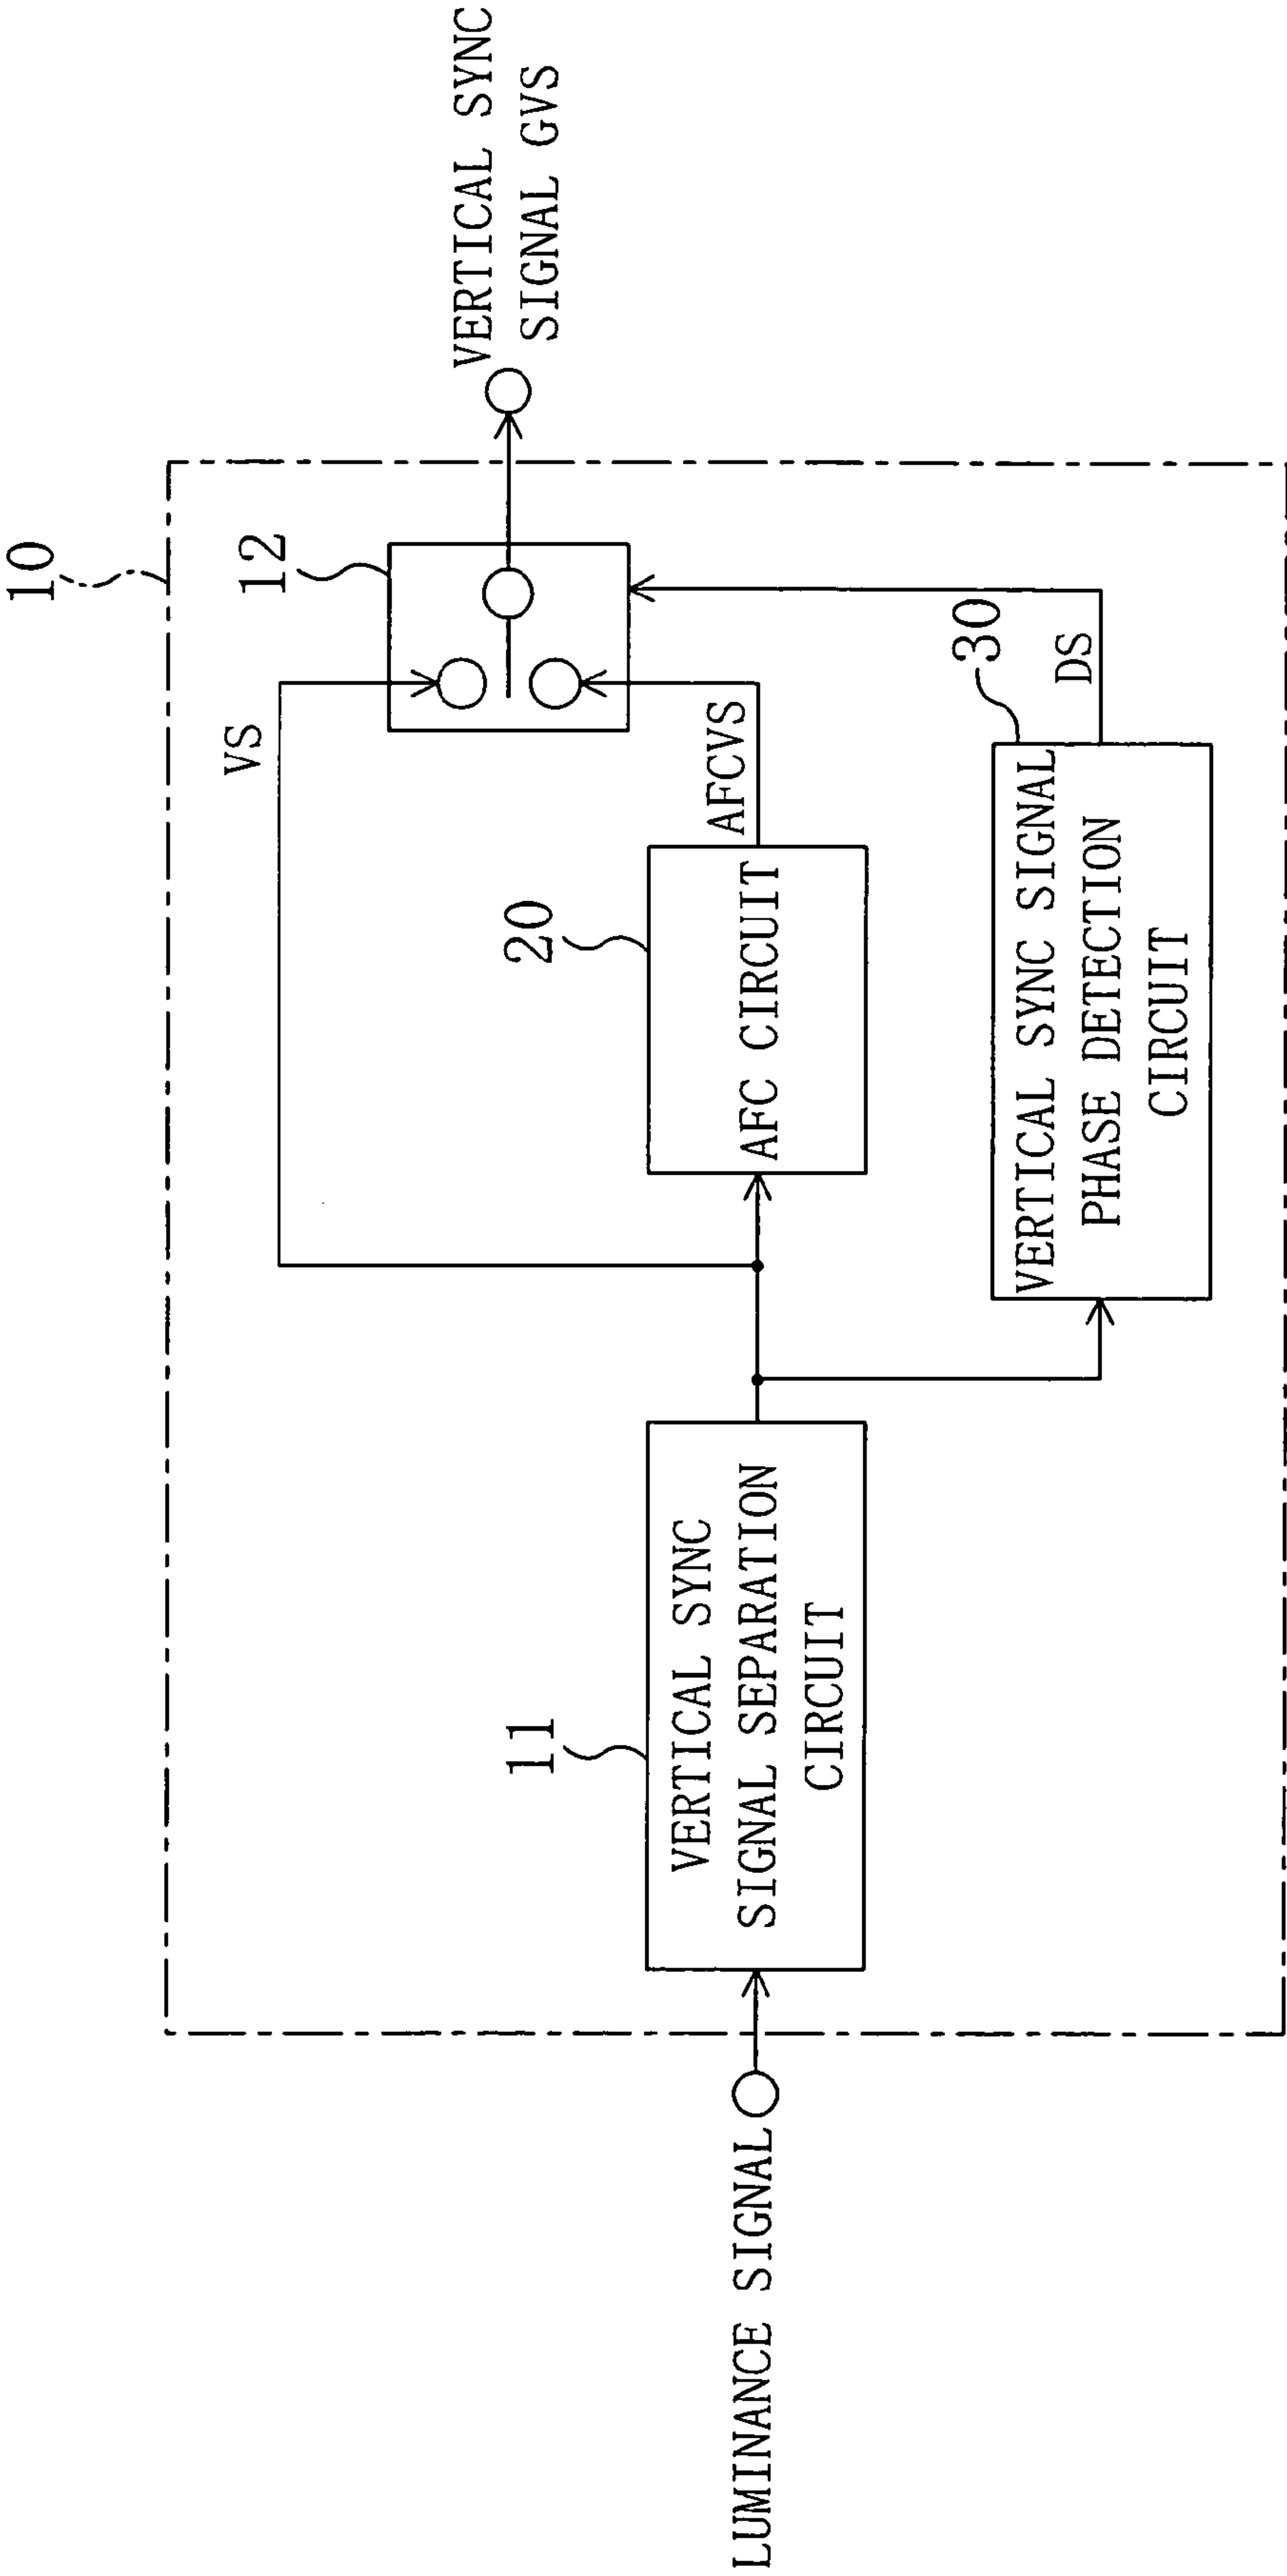 10
VERTICAL SYNC
SIGNAL GVS
12
VS
AFCVS
20
AFC CIRCUIT
30
DS
VERTICAL SYNC SIGNAL
PHASE DETECTION
CIRCUIT
11
VERTICAL SYNC
SIGNAL SEPARATION
CIRCUIT
LUMINANCE SIGNAL